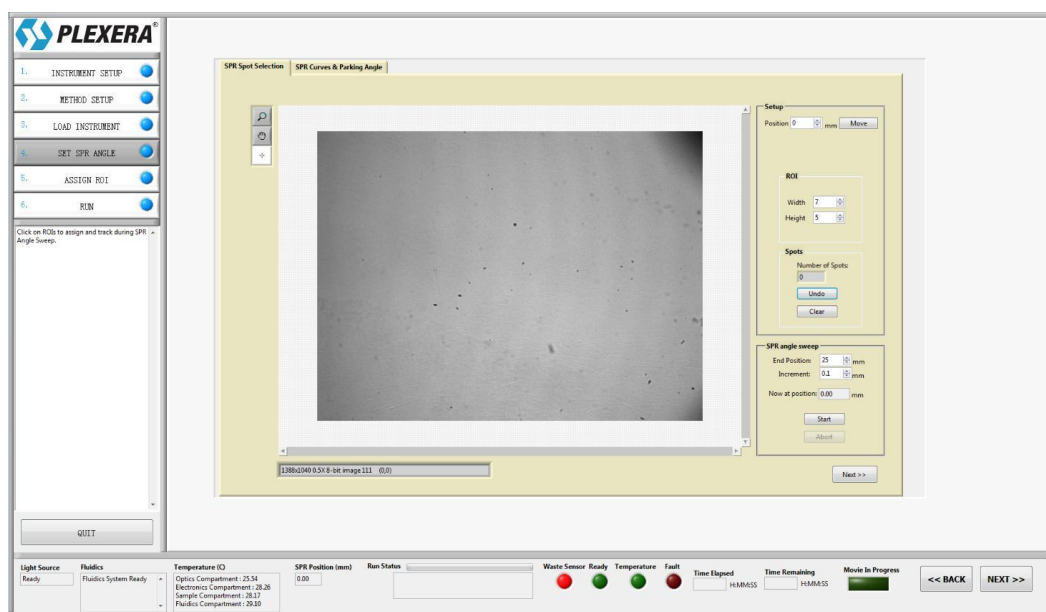 PLEXERA®
1. INSTRUMENT SETUP
2. METHOD SETUP
3. LOAD INSTRUMENT
4. SET SPR ANGLE
5. ASSIGN ROI
6. RUN
Click on ROIs to assign and track during SPR
Angle Sweep.
QUIT
SPR Spot Selection
SPR Curves & Parking Angle
Setup
Position 0 mm Move
ROI
Width 7
Height 5
Spots
Number of Spots:
0
Undo
Clear
SPR angle sweep
End Position: 25 mm
Increment: 0.1 mm
Now at position: 0.00 mm
Start
Abort
1388x1040 0.5X 8-bit image 111 (0,0)
Next >>
Light Source
Ready
Fluidics
Fluidics System Ready
Temperature (C)
Optics Compartment : 25.54
Electronics Compartment : 28.26
Sample Compartment : 28.17
Fluidics Compartment : 29.10
SPR Position (mm)
0.00
Run Status
Waste Sensor Ready Temperature Fault
Time Elapsed
H:MM:SS
Time Remaining
H:MM:SS
Movie In Progress
<< BACK
NEXT >>